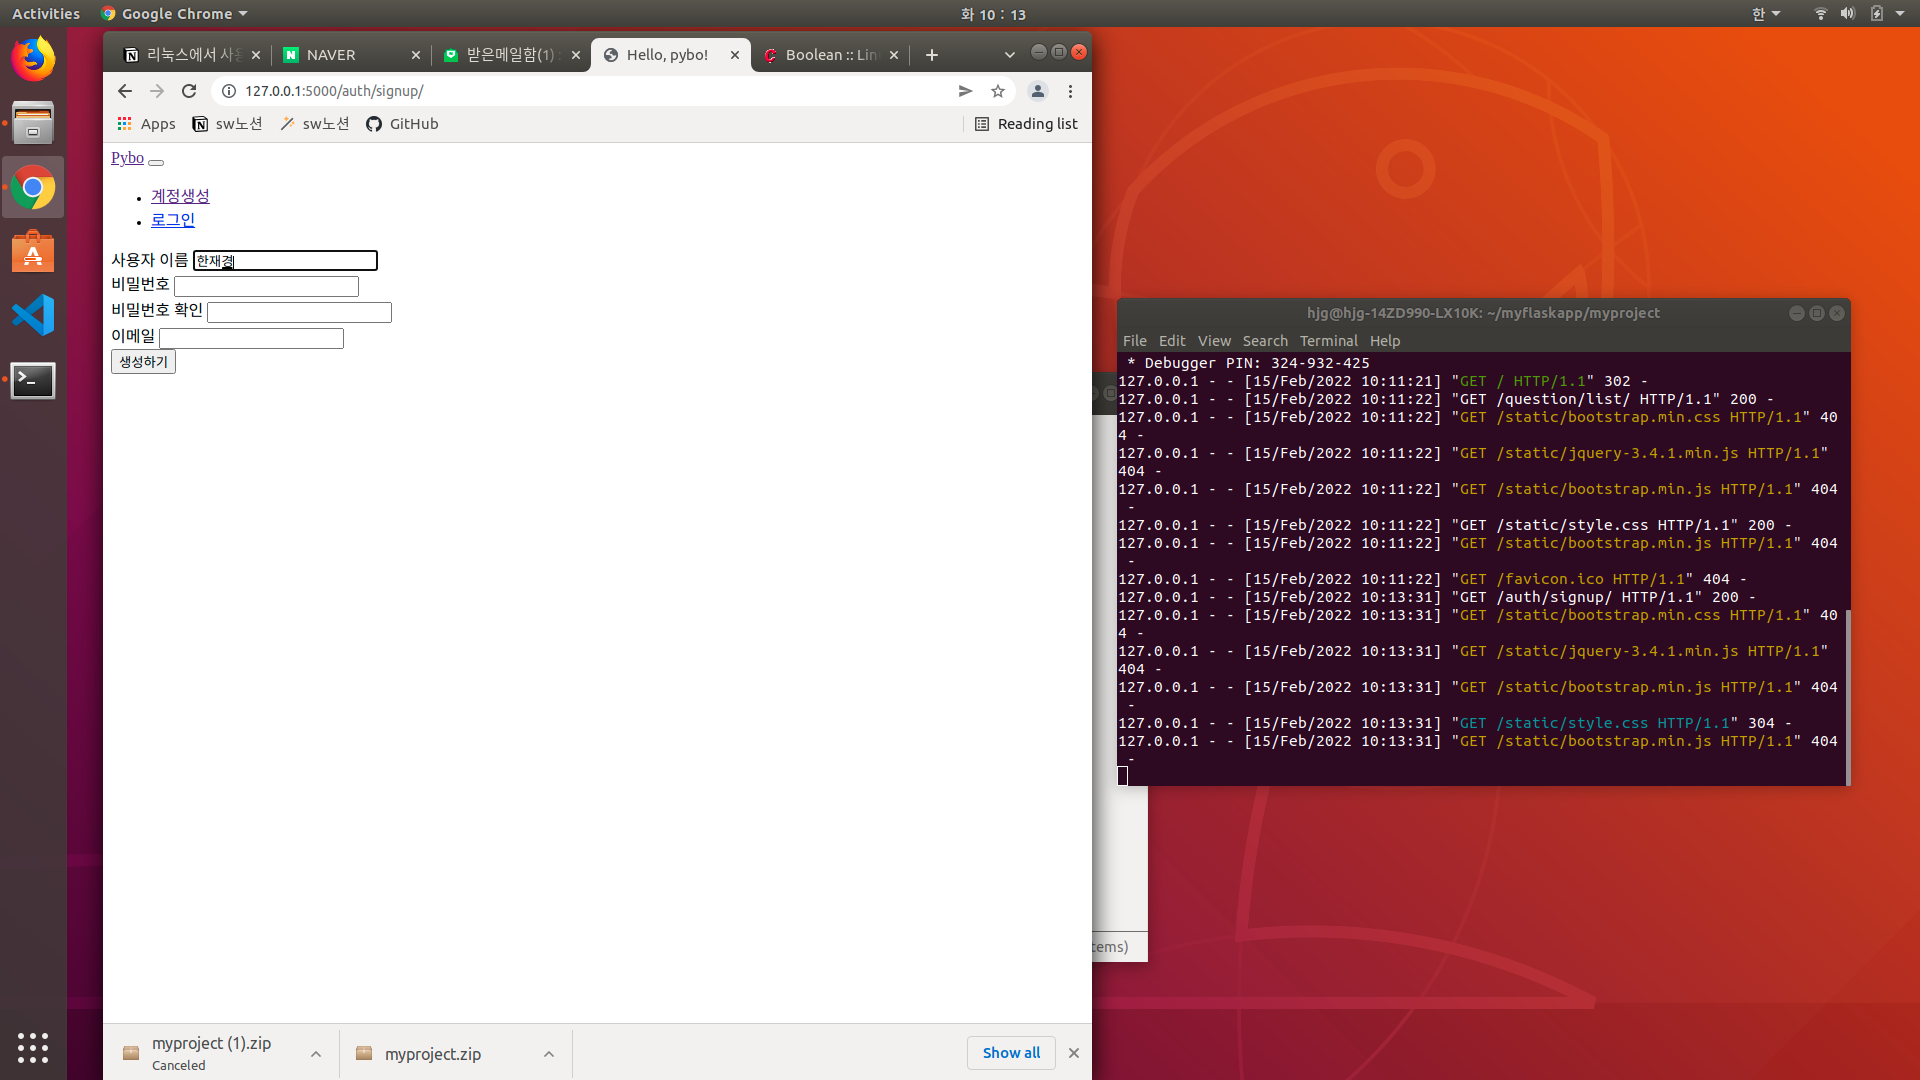 Activities
Google Chrome
화 10 : 13
한
리눅스에서 사용
NAVER
받은메일함(1)
Hello, pybo!
Boolean :: Lin
127.0.0.1:5000/auth/signup/
Apps
sw노션
sw노션
GitHub
Reading list
Pybo
계정생성
로그인
사용자 이름 한재경
비밀번호
비밀번호 확인
이메일
생성하기
hjg@hjg-14ZD990-LX10K: ~/myflaskapp/myproject
File Edit View Search Terminal Help
* Debugger PIN: 324-932-425
127.0.0.1 - - [15/Feb/2022 10:11:21] "GET / HTTP/1.1" 302 -
127.0.0.1 - - [15/Feb/2022 10:11:22] "GET /question/list/ HTTP/1.1" 200 -
127.0.0.1 - - [15/Feb/2022 10:11:22] "GET /static/bootstrap.min.css HTTP/1.1" 40
4 -
127.0.0.1 - - [15/Feb/2022 10:11:22] "GET /static/jquery-3.4.1.min.js HTTP/1.1"
404 -
127.0.0.1 - - [15/Feb/2022 10:11:22] "GET /static/bootstrap.min.js HTTP/1.1" 404
-
127.0.0.1 - - [15/Feb/2022 10:11:22] "GET /static/style.css HTTP/1.1" 200 -
127.0.0.1 - - [15/Feb/2022 10:11:22] "GET /static/bootstrap.min.js HTTP/1.1" 404
-
127.0.0.1 - - [15/Feb/2022 10:11:22] "GET /favicon.ico HTTP/1.1" 404 -
127.0.0.1 - - [15/Feb/2022 10:13:31] "GET /auth/signup/ HTTP/1.1" 200 -
127.0.0.1 - - [15/Feb/2022 10:13:31] "GET /static/bootstrap.min.css HTTP/1.1" 40
4 -
127.0.0.1 - - [15/Feb/2022 10:13:31] "GET /static/jquery-3.4.1.min.js HTTP/1.1"
404 -
127.0.0.1 - - [15/Feb/2022 10:13:31] "GET /static/bootstrap.min.js HTTP/1.1" 404
-
127.0.0.1 - - [15/Feb/2022 10:13:31] "GET /static/style.css HTTP/1.1" 304 -
127.0.0.1 - - [15/Feb/2022 10:13:31] "GET /static/bootstrap.min.js HTTP/1.1" 404
-
tems)
myproject (1).zip
Canceled
myproject.zip
Show all